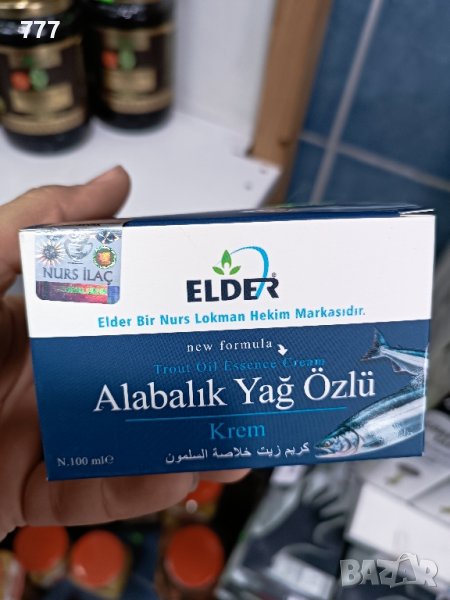 777
NURS İLAÇ
ELDER®
Elder Bir Nurs Lokman Hekim Markasıdır.
new formula
Trout Oil Essence Cream
Alabalık Yağ Özlü
Krem
كريم زيت خلاصة السلمون
N.100 ml℮
BAZAR